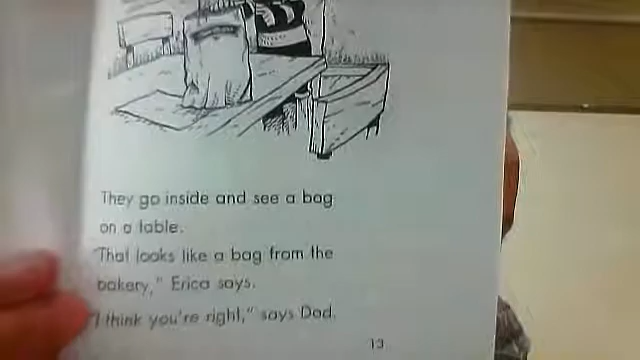 They go inside and see a bag
on a table.
"That looks like a bag from the
bakery," Erica says.
"I think you're right," says Dad.
13